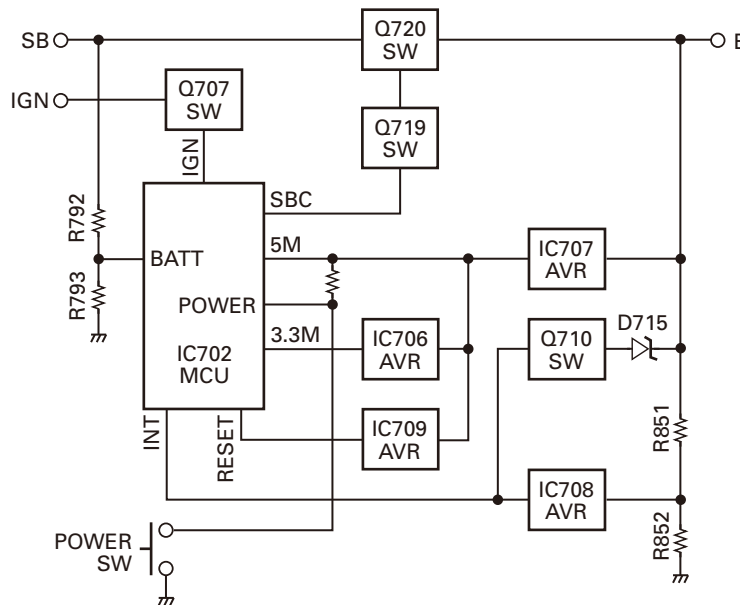 SB
Q720
SW
IGN
Q707
SW
Q719
SW
IGN
SBC
R792
5M
IC707
AVR
BATT
R793
POWER
Q710
SW
D715
3.3M
IC706
AVR
IC702
MCU
R851
INT
RESET
IC709
AVR
IC708
AVR
R852
POWER
SW